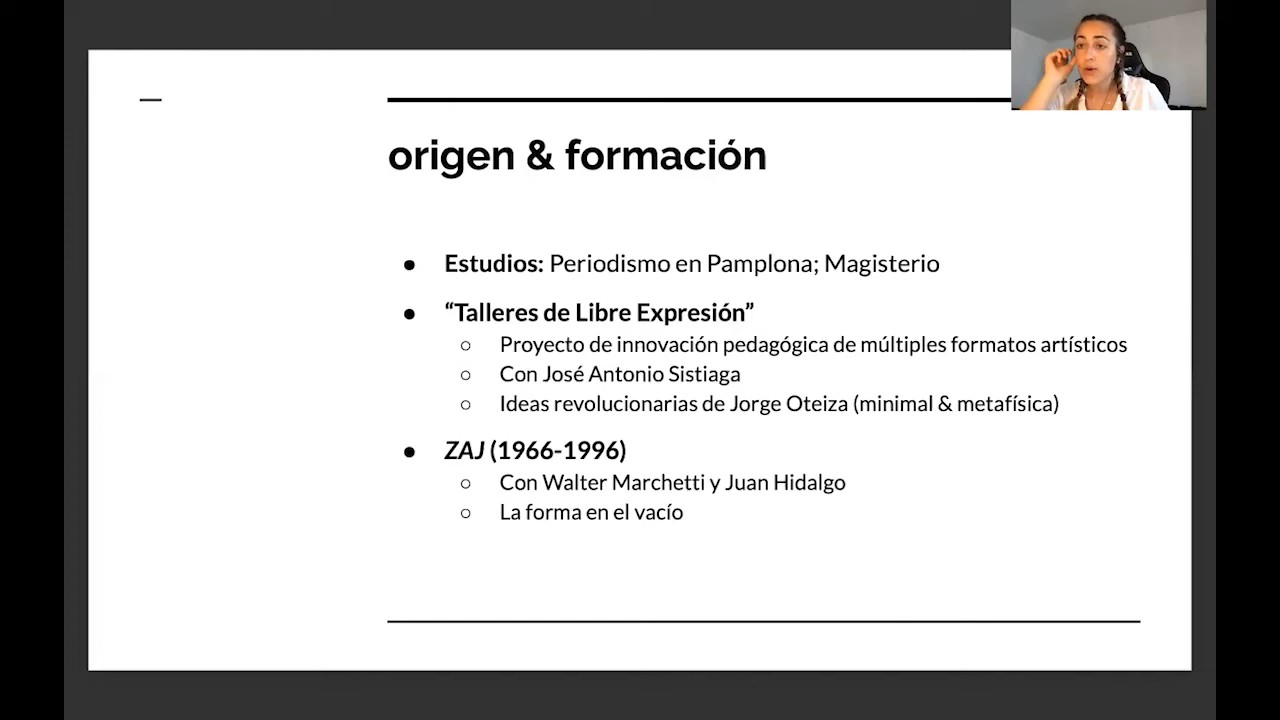 origen & formación
● Estudios: Periodismo en Pamplona; Magisterio
● “Talleres de Libre Expresión”
○ Proyecto de innovación pedagógica de múltiples formatos artísticos
○ Con José Antonio Sistiaga
○ Ideas revolucionarias de Jorge Oteiza (minimal & metafísica)
● ZAJ (1966-1996)
○ Con Walter Marchetti y Juan Hidalgo
○ La forma en el vacío